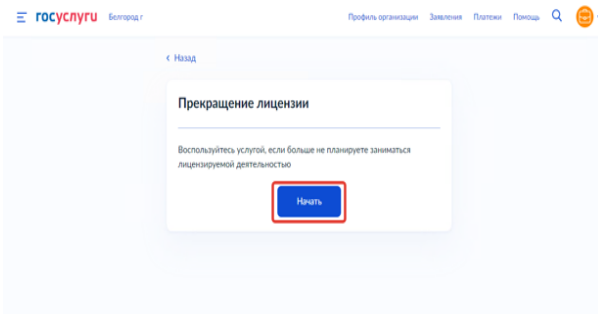 госуслуги Белгород г Профиль организации Заявления Платежи Помощь
Назад
Прекращение лицензии
Воспользуйтесь услугой, если больше не планируете заниматься
лицензируемой деятельностью
Начать